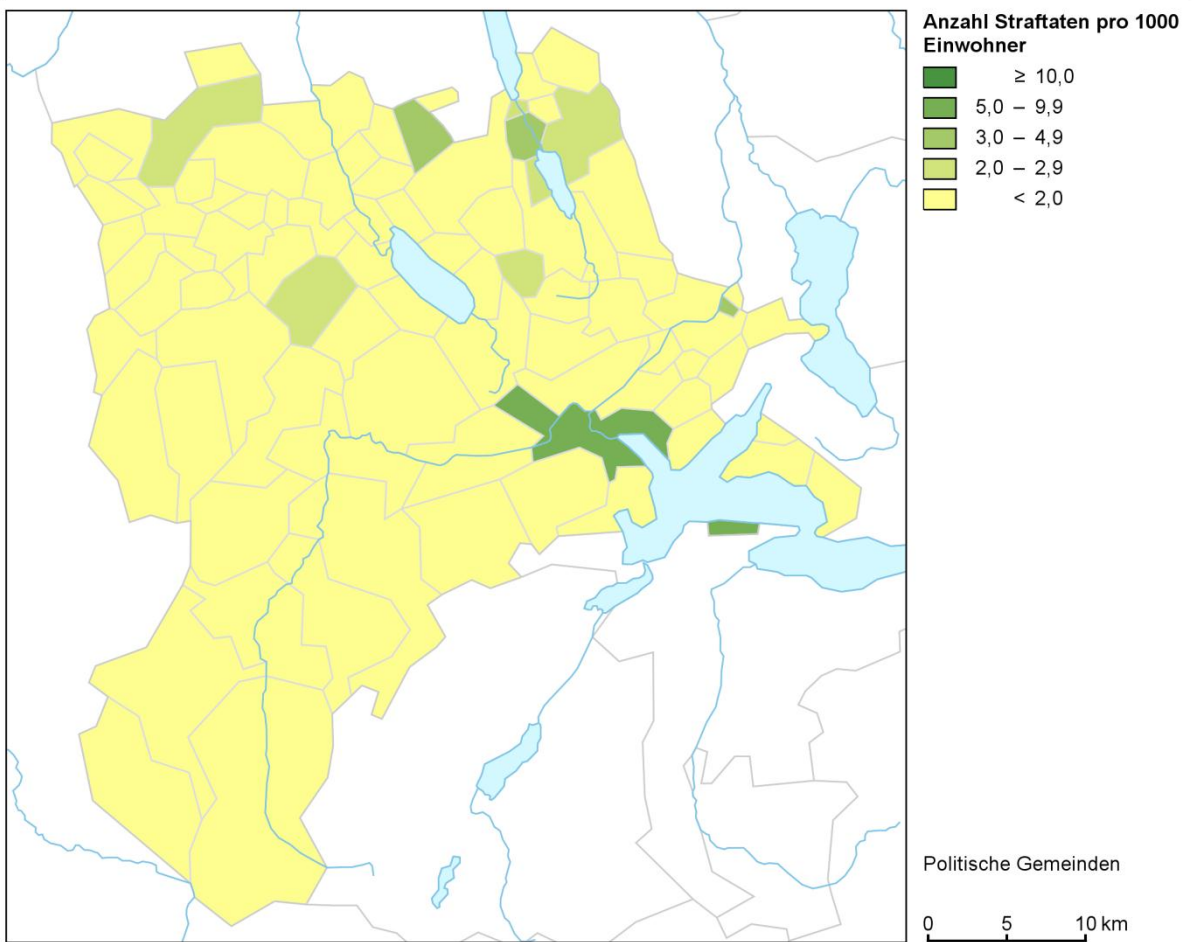 Anzahl Straftaten pro 1000
Einwohner
≥ 10,0
5,0 – 9,9
3,0 – 4,9
2,0 – 2,9
< 2,0
Politische Gemeinden
0 5 10 km